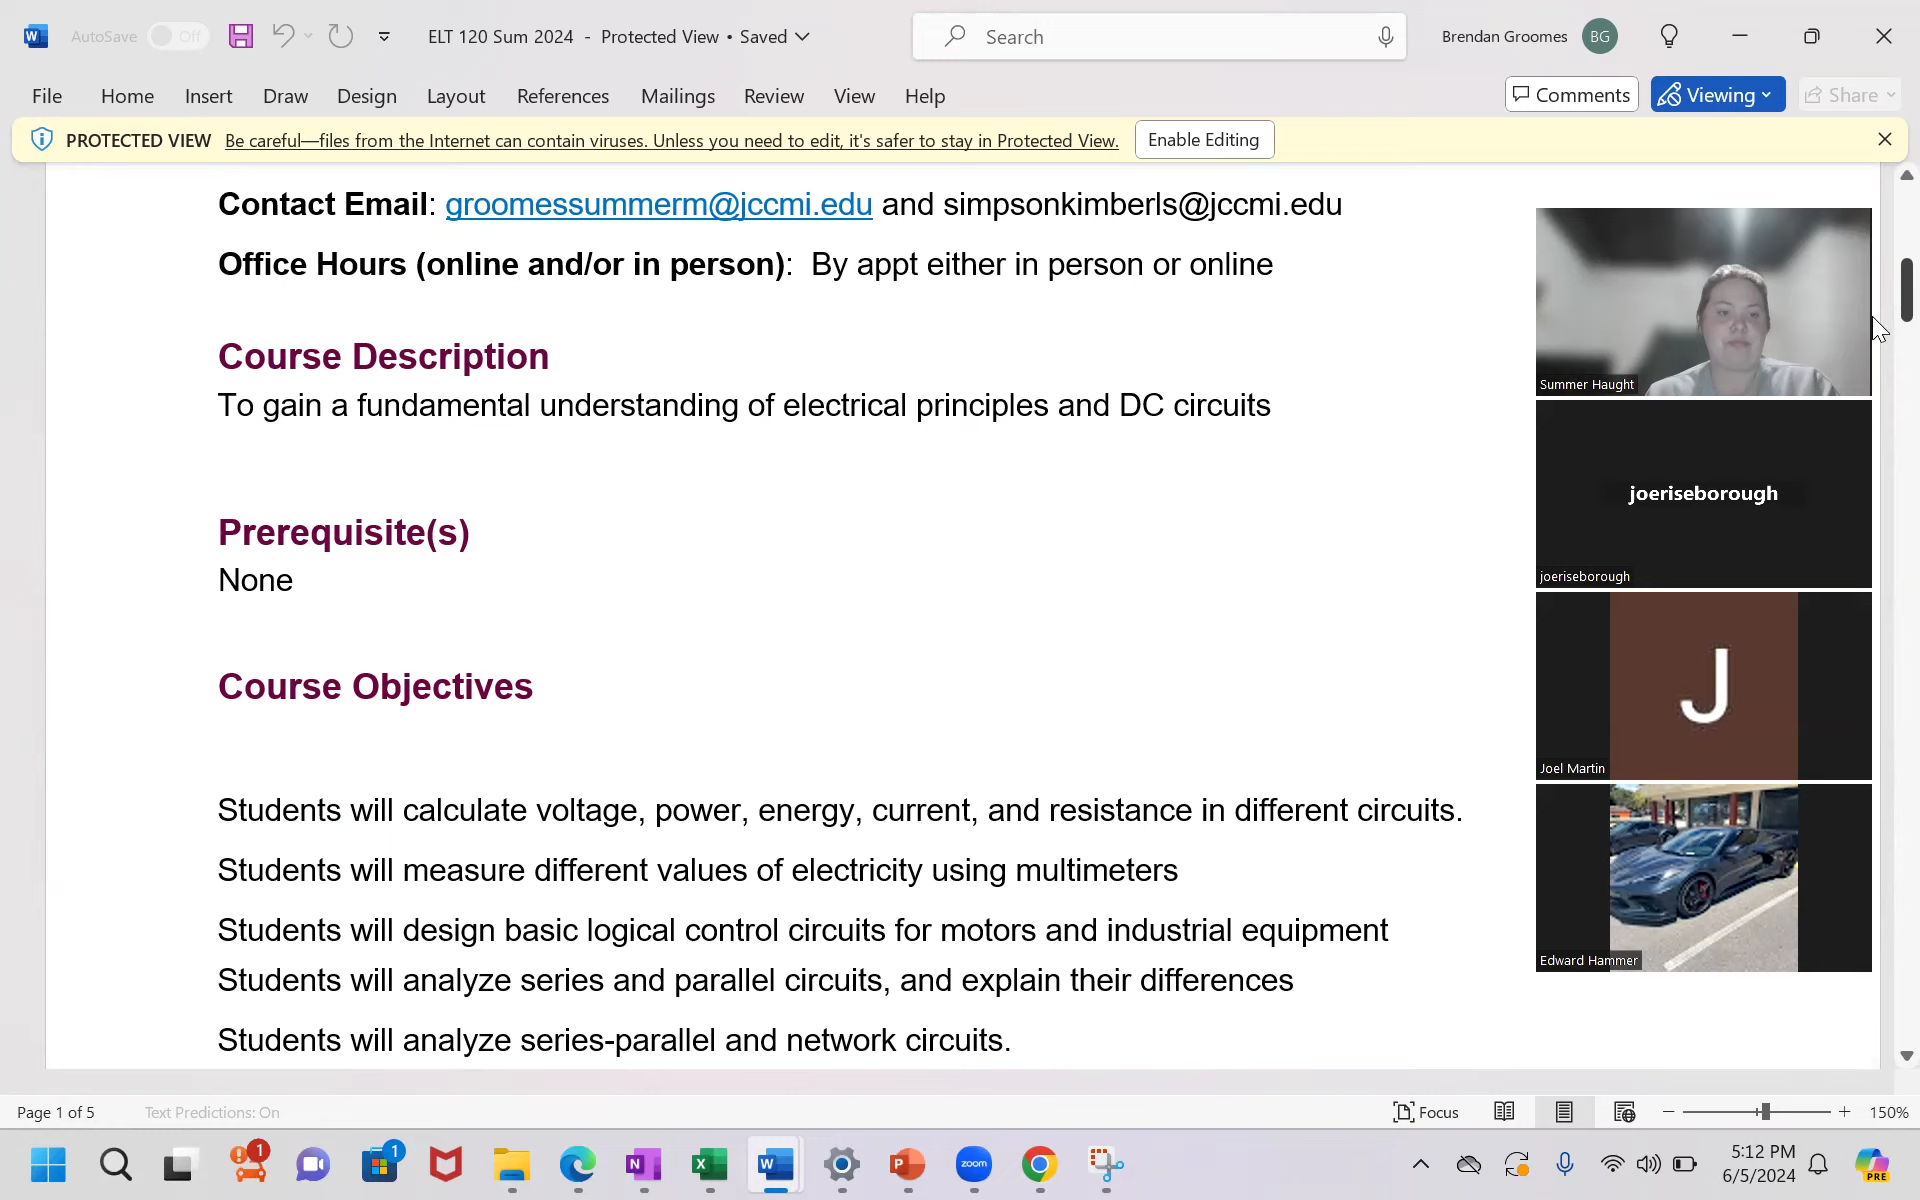 AutoSave Off ELT 120 Sum 2024 - Protected View • Saved Search Brendan Groomes BG
File Home Insert Draw Design Layout References Mailings Review View Help Comments Viewing Share
PROTECTED VIEW Be careful—files from the Internet can contain viruses. Unless you need to edit, it's safer to stay in Protected View. Enable Editing
Contact Email: groomessummerm@jccmi.edu and simpsonkimberls@jccmi.edu
Office Hours (online and/or in person): By appt either in person or online
Course Description
To gain a fundamental understanding of electrical principles and DC circuits
Prerequisite(s)
None
Course Objectives
Students will calculate voltage, power, energy, current, and resistance in different circuits.
Students will measure different values of electricity using multimeters
Students will design basic logical control circuits for motors and industrial equipment
Students will analyze series and parallel circuits, and explain their differences
Students will analyze series-parallel and network circuits.
Summer Haught
joeriseborough
joeriseborough
J
Joel Martin
Edward Hammer
Page 1 of 5 Text Predictions: On Focus 150%
1 1 N X W P zoom 5:12 PM
6/5/2024
PRE